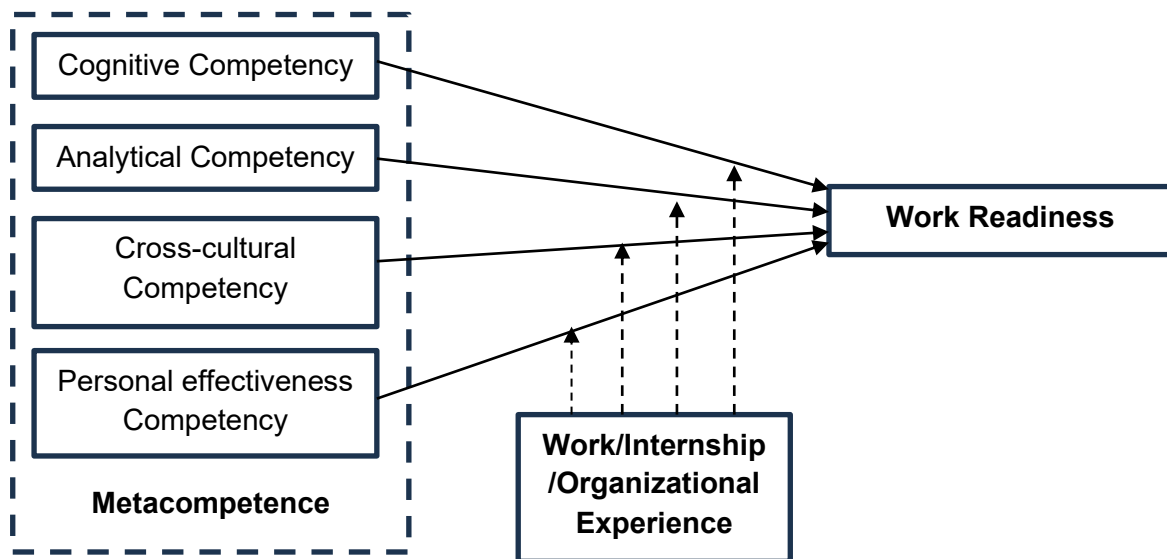 Cognitive Competency
Analytical Competency
Cross-cultural
Competency
Personal effectiveness
Competency
Metacompetence
Work/Internship
/Organizational
Experience
Work Readiness